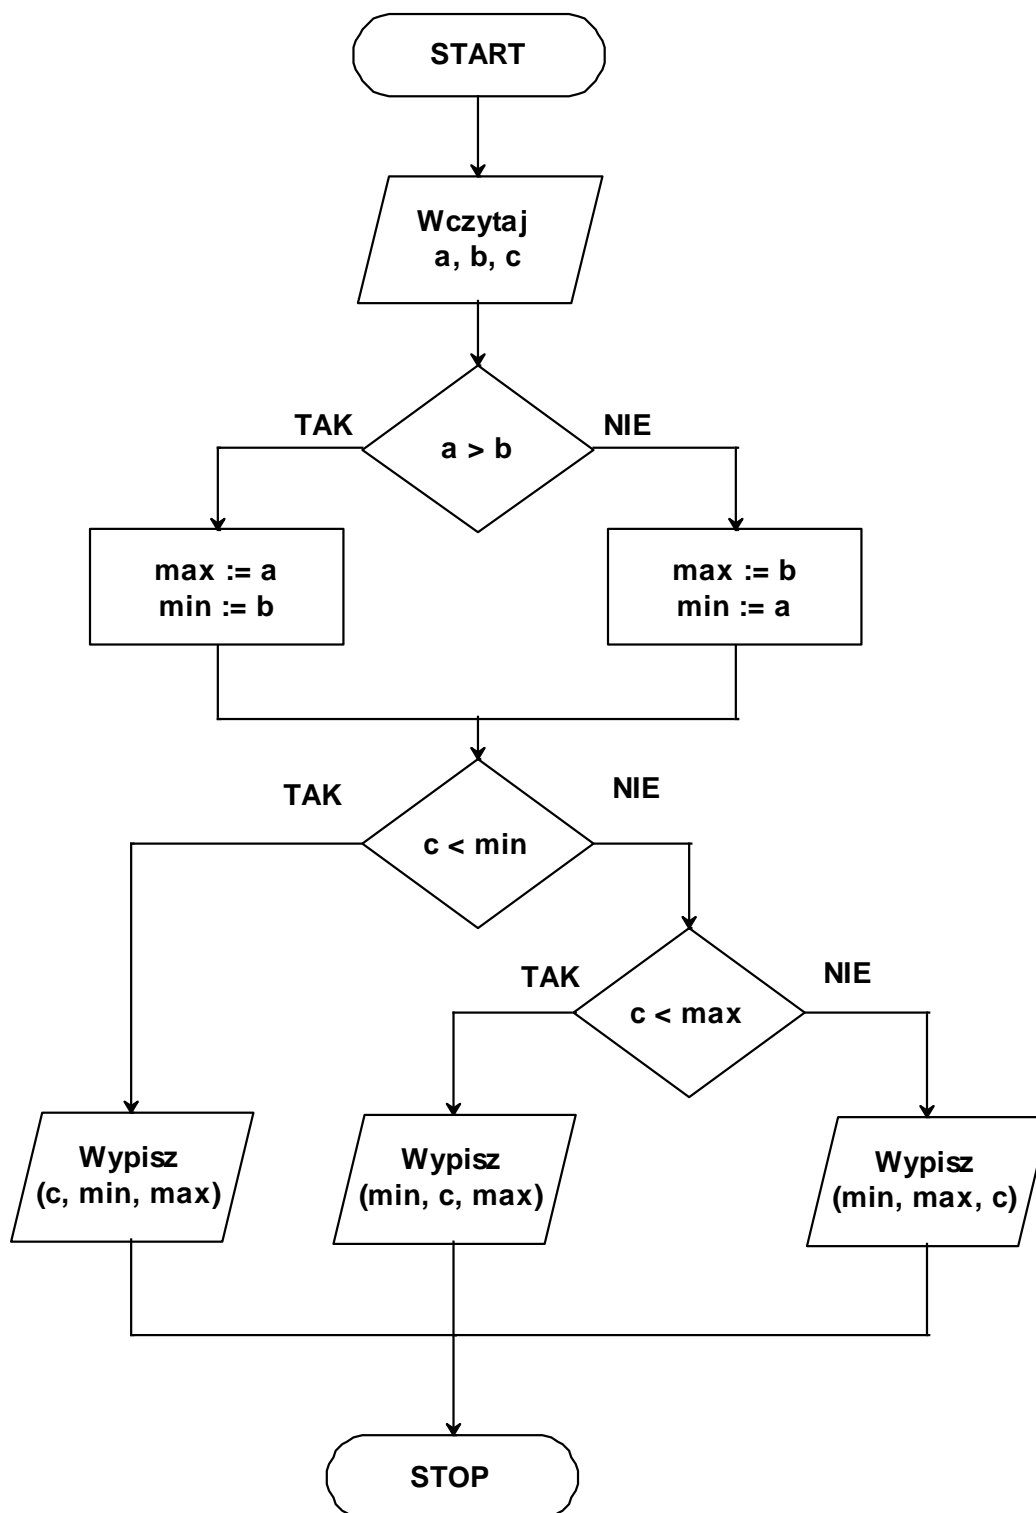 START
Wczytaj
a, b, c
TAK
NIE
a > b
max := a
min := b
max := b
min := a
TAK
NIE
c < min
TAK
NIE
c < max
Wypisz
(c, min, max)
Wypisz
(min, c, max)
Wypisz
(min, max, c)
STOP